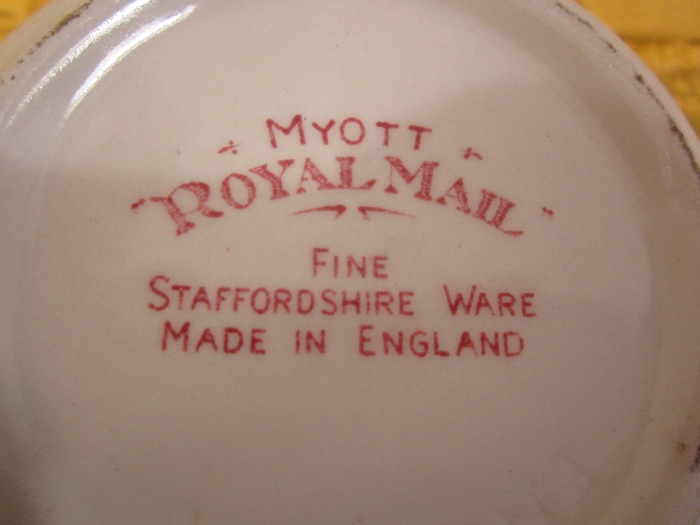 MYOTT
"ROYAL MAIL"
FINE
STAFFORDSHIRE WARE
MADE IN ENGLAND